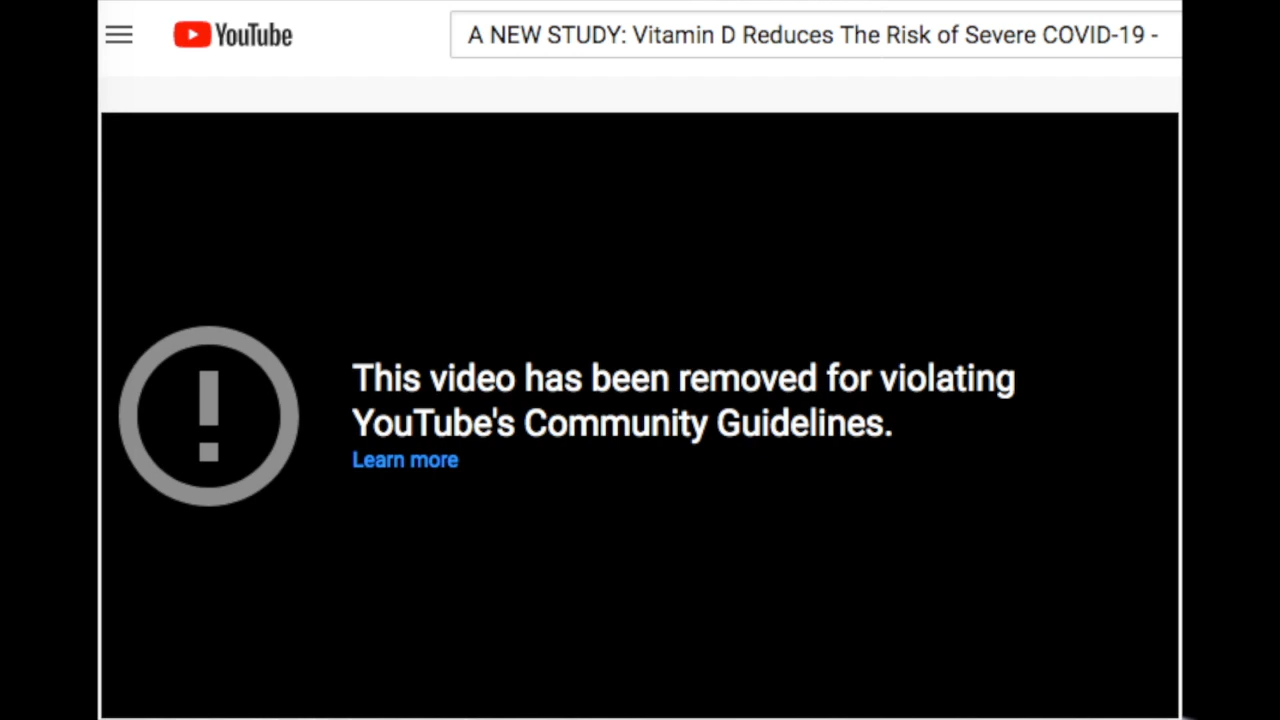 YouTube
A NEW STUDY: Vitamin D Reduces The Risk of Severe COVID-19 -
This video has been removed for violating
YouTube's Community Guidelines.
Learn more